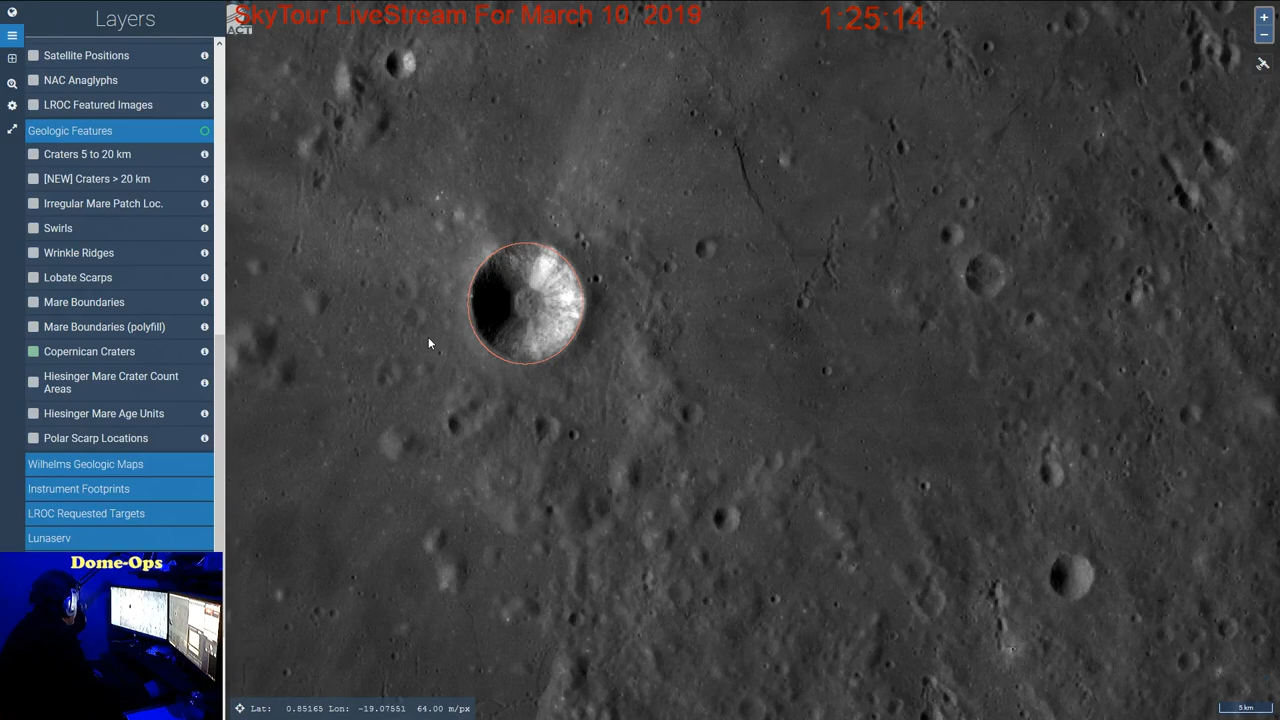 SkyTour LiveStream For March 10 2019
1:25:14
ACT
Layers
Satellite Positions
NAC Anaglyphs
LROC Featured Images
Geologic Features
Craters 5 to 20 km
[NEW] Craters > 20 km
Irregular Mare Patch Loc.
Swirls
Wrinkle Ridges
Lobate Scarps
Mare Boundaries
Mare Boundaries (polyfill)
Copernican Craters
Hiesinger Mare Crater Count
Areas
Hiesinger Mare Age Units
Polar Scarp Locations
Wilhelms Geologic Maps
Instrument Footprints
LROC Requested Targets
Lunaserv
Dome-Ops
Lat: 0.85165 Lon: -19.07551 64.00 m/px
5 km